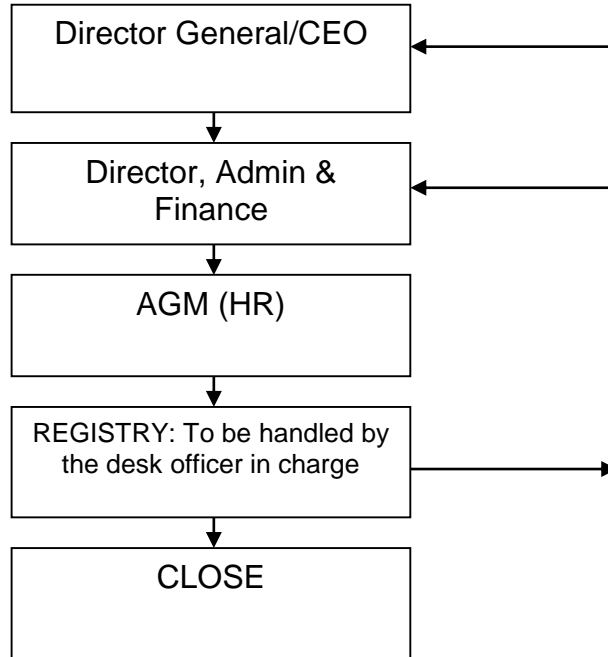 Director General/CEO
Director, Admin &
Finance
AGM (HR)
REGISTRY: To be handled by
the desk officer in charge
CLOSE